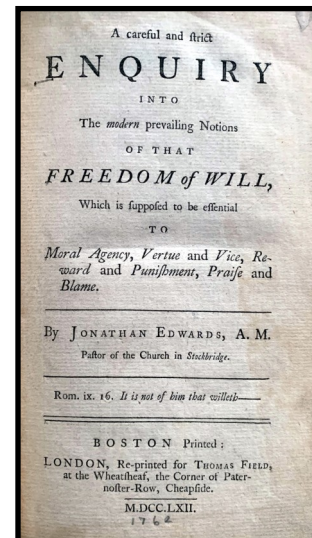 A careful and ſtrict
ENQUIRY
INTO
The modern prevailing Notions
OF THAT
FREEDOM of WILL,
Which is ſuppoſed to be eſſential
TO
Moral Agency, Vertue and Vice, Re-
ward and Puniſhment, Praiſe and
Blame.
By JONATHAN EDWARDS, A. M.
Paſtor of the Church in Stockbridge.
Rom. ix. 16. It is not of him that willeth——
BOSTON Printed:
LONDON, Re-printed for THOMAS FIELD,
at the Wheatſheaf, the Corner of Pater-
noſter-Row, Cheapſide.
M.DCC.LXII.
1762